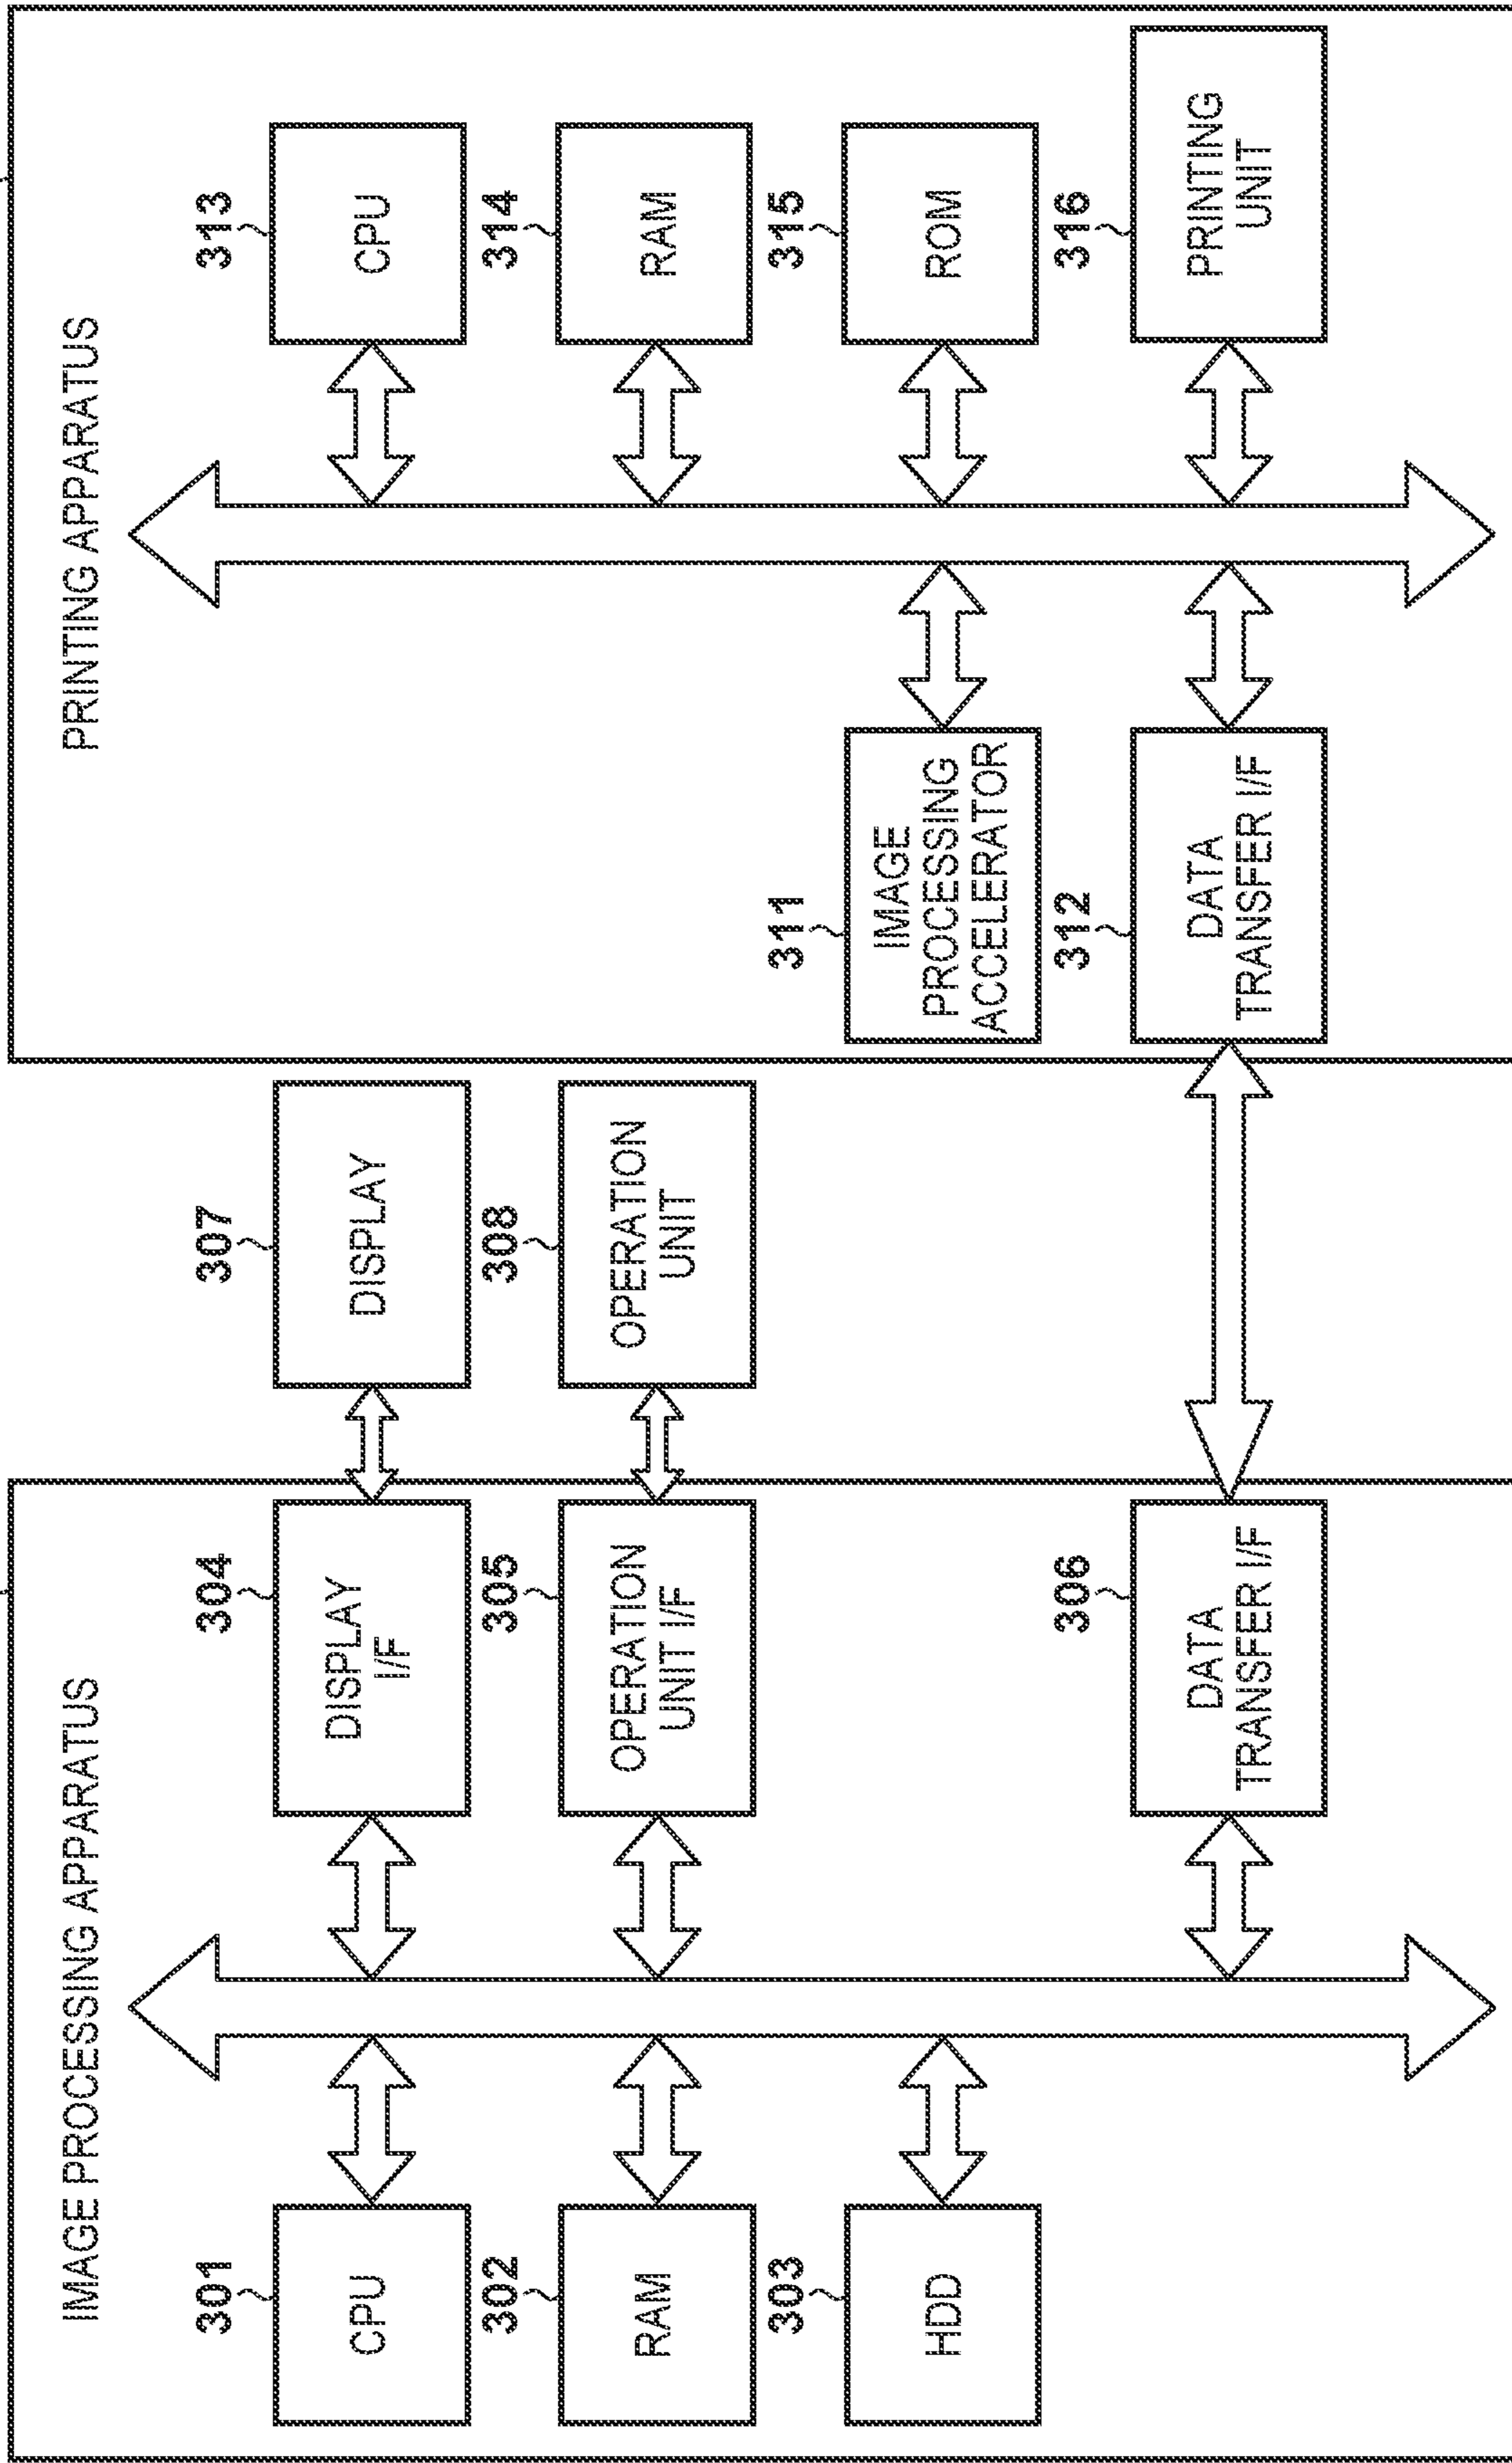 IMAGE PROCESSING APPARATUS
301
CPU
302
RAM
303
HDD
304
DISPLAY
I/F
305
OPERATION
UNIT I/F
306
DATA
TRANSFER I/F
307
DISPLAY
308
OPERATION
UNIT
PRINTING APPARATUS
311
IMAGE
PROCESSING
ACCELERATOR
312
DATA
TRANSFER I/F
313
CPU
314
RAM
315
ROM
316
PRINTING
UNIT